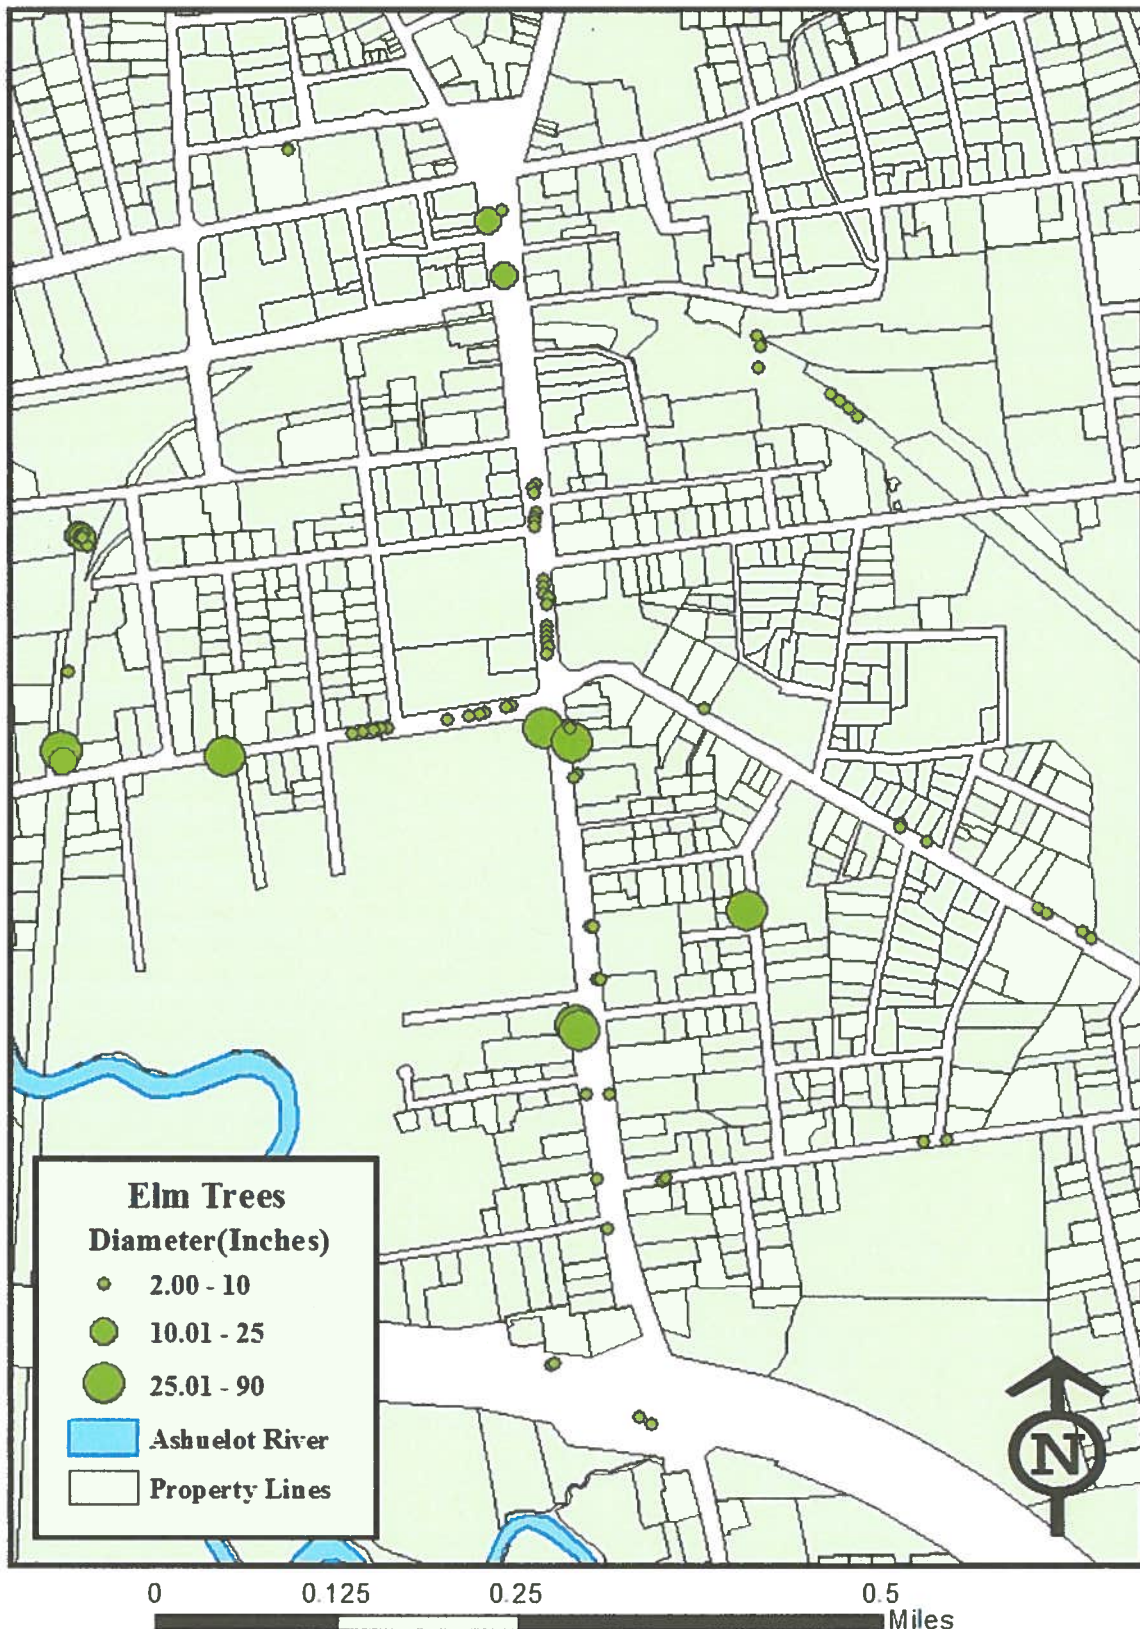 Elm Trees
Diameter(Inches)
2.00 - 10
10.01 - 25
25.01 - 90
Ashuelot River
Property Lines
N
0 0.125 0.25 0.5
Miles